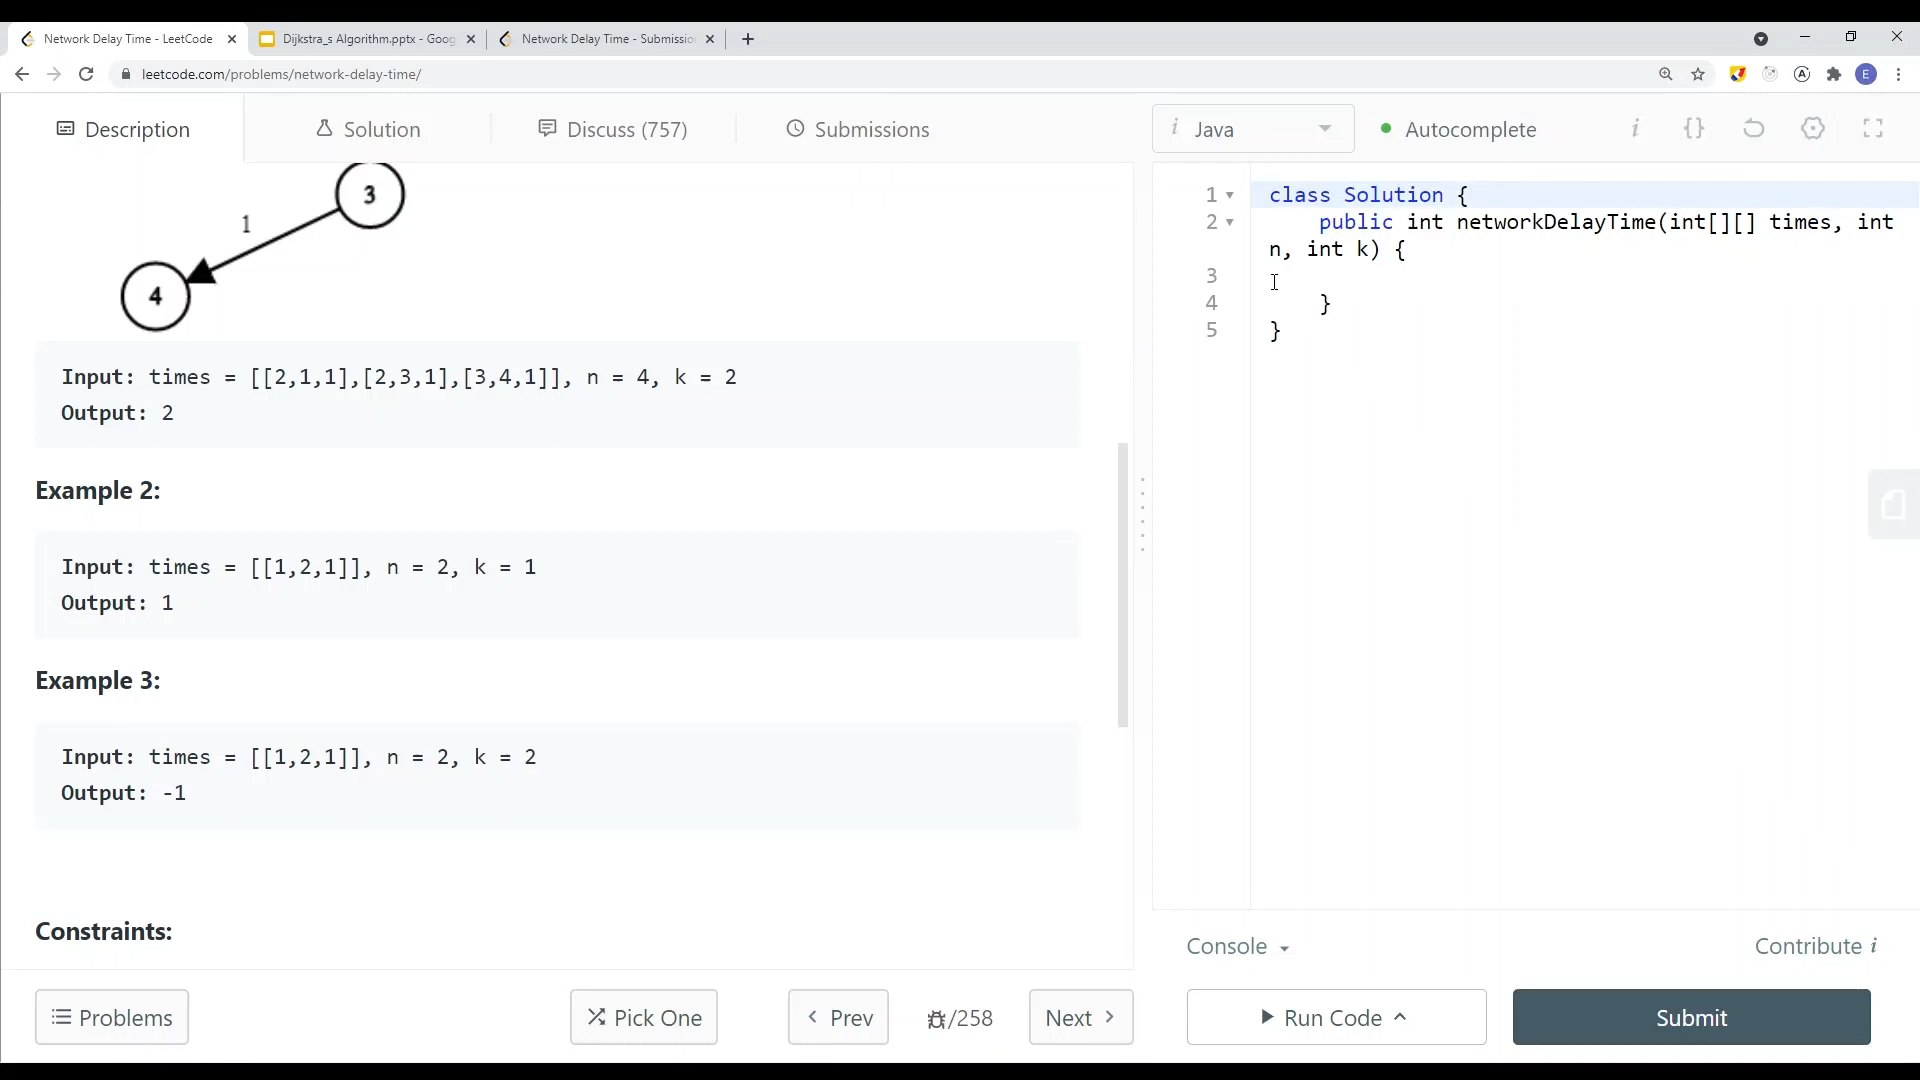 Network Delay Time - LeetCode
Dijkstra_s Algorithm.pptx - Goog
Network Delay Time - Submissio
leetcode.com/problems/network-delay-time/
E
Description
Solution
Discuss (757)
Submissions
i Java
Autocomplete
3
1
4
Input: times = [[2,1,1],[2,3,1],[3,4,1]], n = 4, k = 2
Output: 2
Example 2:
Input: times = [[1,2,1]], n = 2, k = 1
Output: 1
Example 3:
Input: times = [[1,2,1]], n = 2, k = 2
Output: -1
Constraints:
1 class Solution {
2 public int networkDelayTime(int[][] times, int
n, int k) {
3
4 }
5 }
Console
Contribute i
Problems
Pick One
Prev
/258
Next
Run Code
Submit